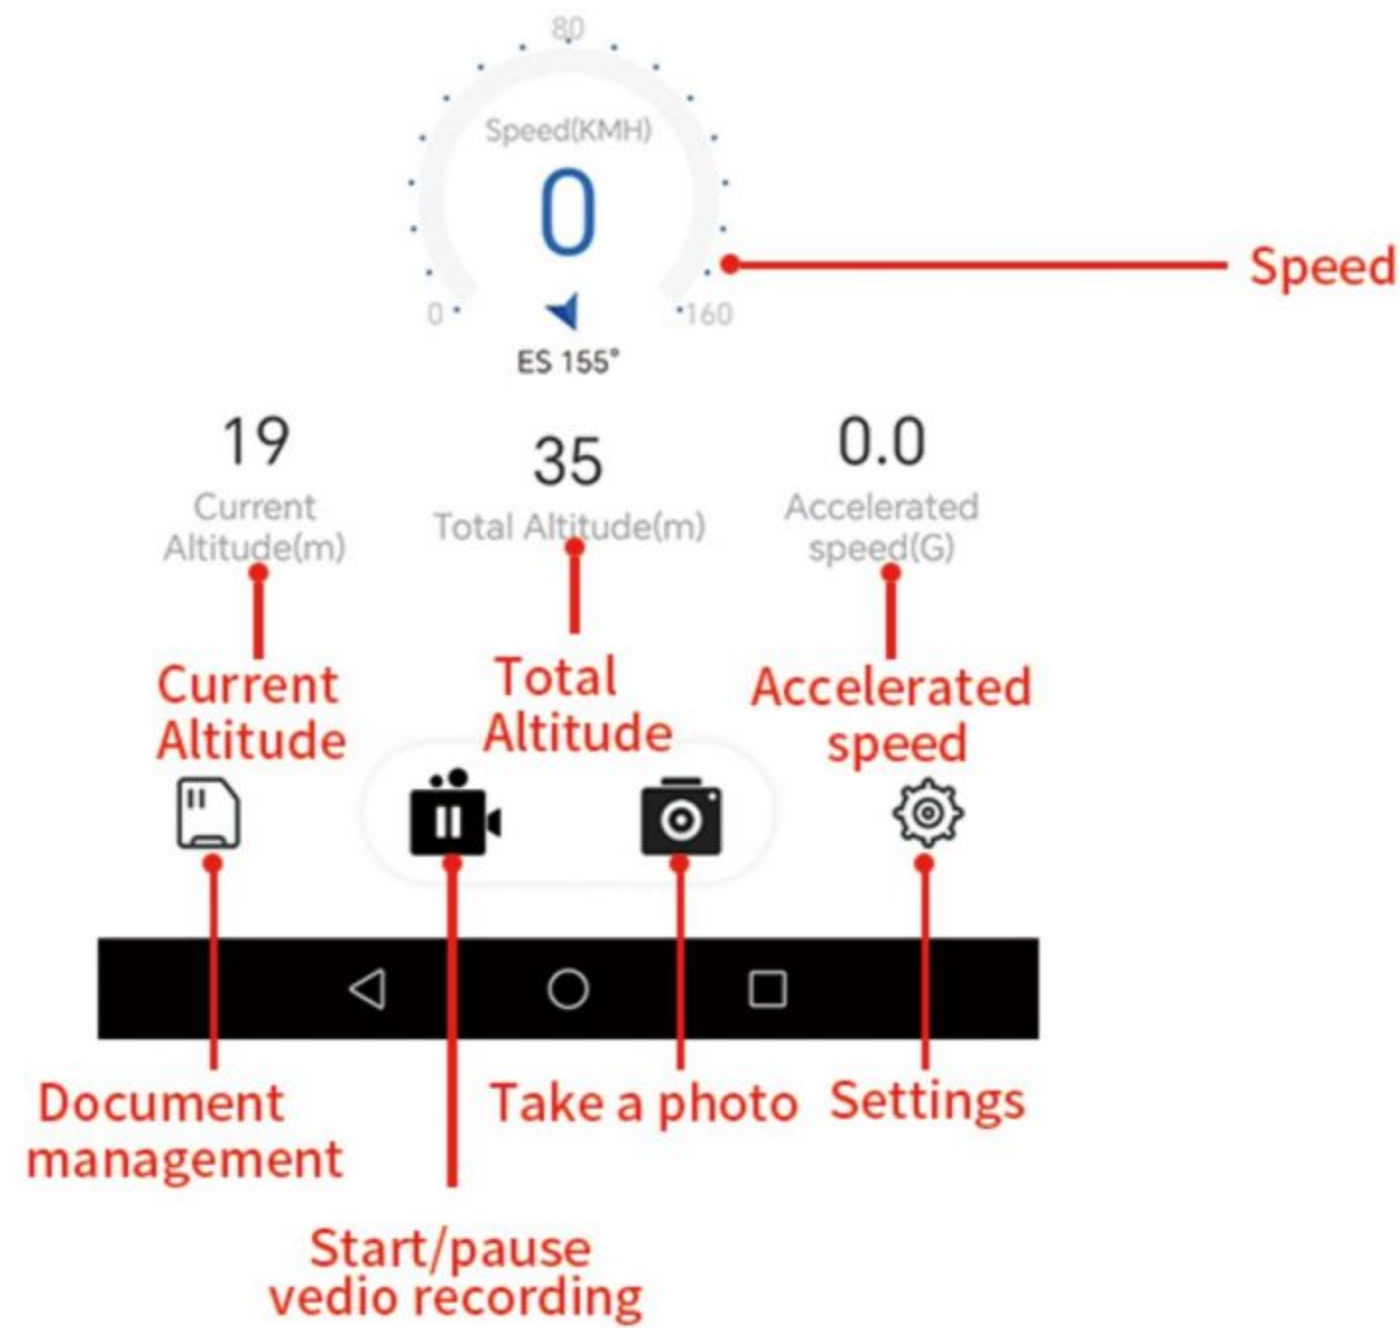 80
Speed(KMH)
0
Speed
0
160
ES 155°
19
35
0.0
Current
Altitude(m)
Total Altitude(m)
Accelerated
speed(G)
Current
Altitude
Total
Altitude
Accelerated
speed
Document
management
Take a photo
Settings
Start/pause
vedio recording